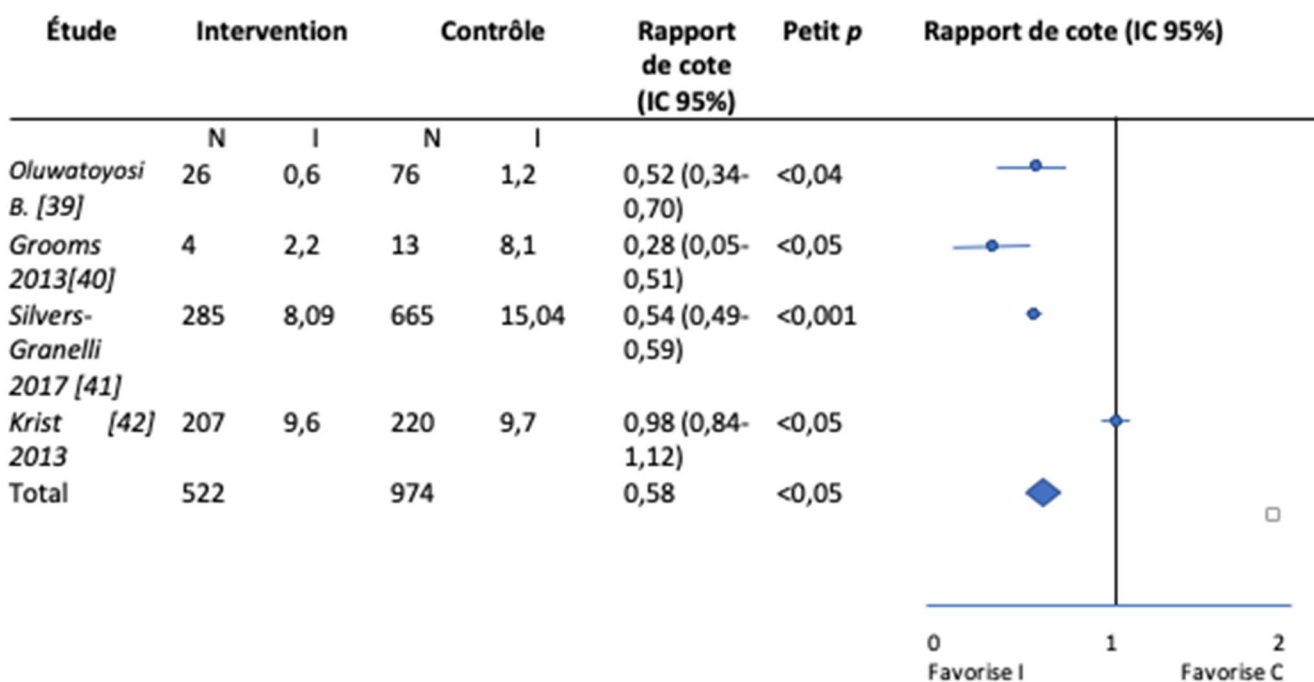 Étude Intervention Contrôle Rapport Petit p Rapport de cote (IC 95%)
de cote
(IC 95%)
N I N I
Oluwatoyosi 26 0,6 76 1,2 0,52 (0,34- <0,04
B. [39] 0,70)
Grooms 4 2,2 13 8,1 0,28 (0,05- <0,05
2013[40] 0,51)
Silvers- 285 8,09 665 15,04 0,54 (0,49- <0,001
Granelli 0,59)
2017 [41]
Krist [42] 207 9,6 220 9,7 0,98 (0,84- <0,05
2013 1,12)
Total 522 974 0,58 <0,05
0 1 2
Favorise I Favorise C